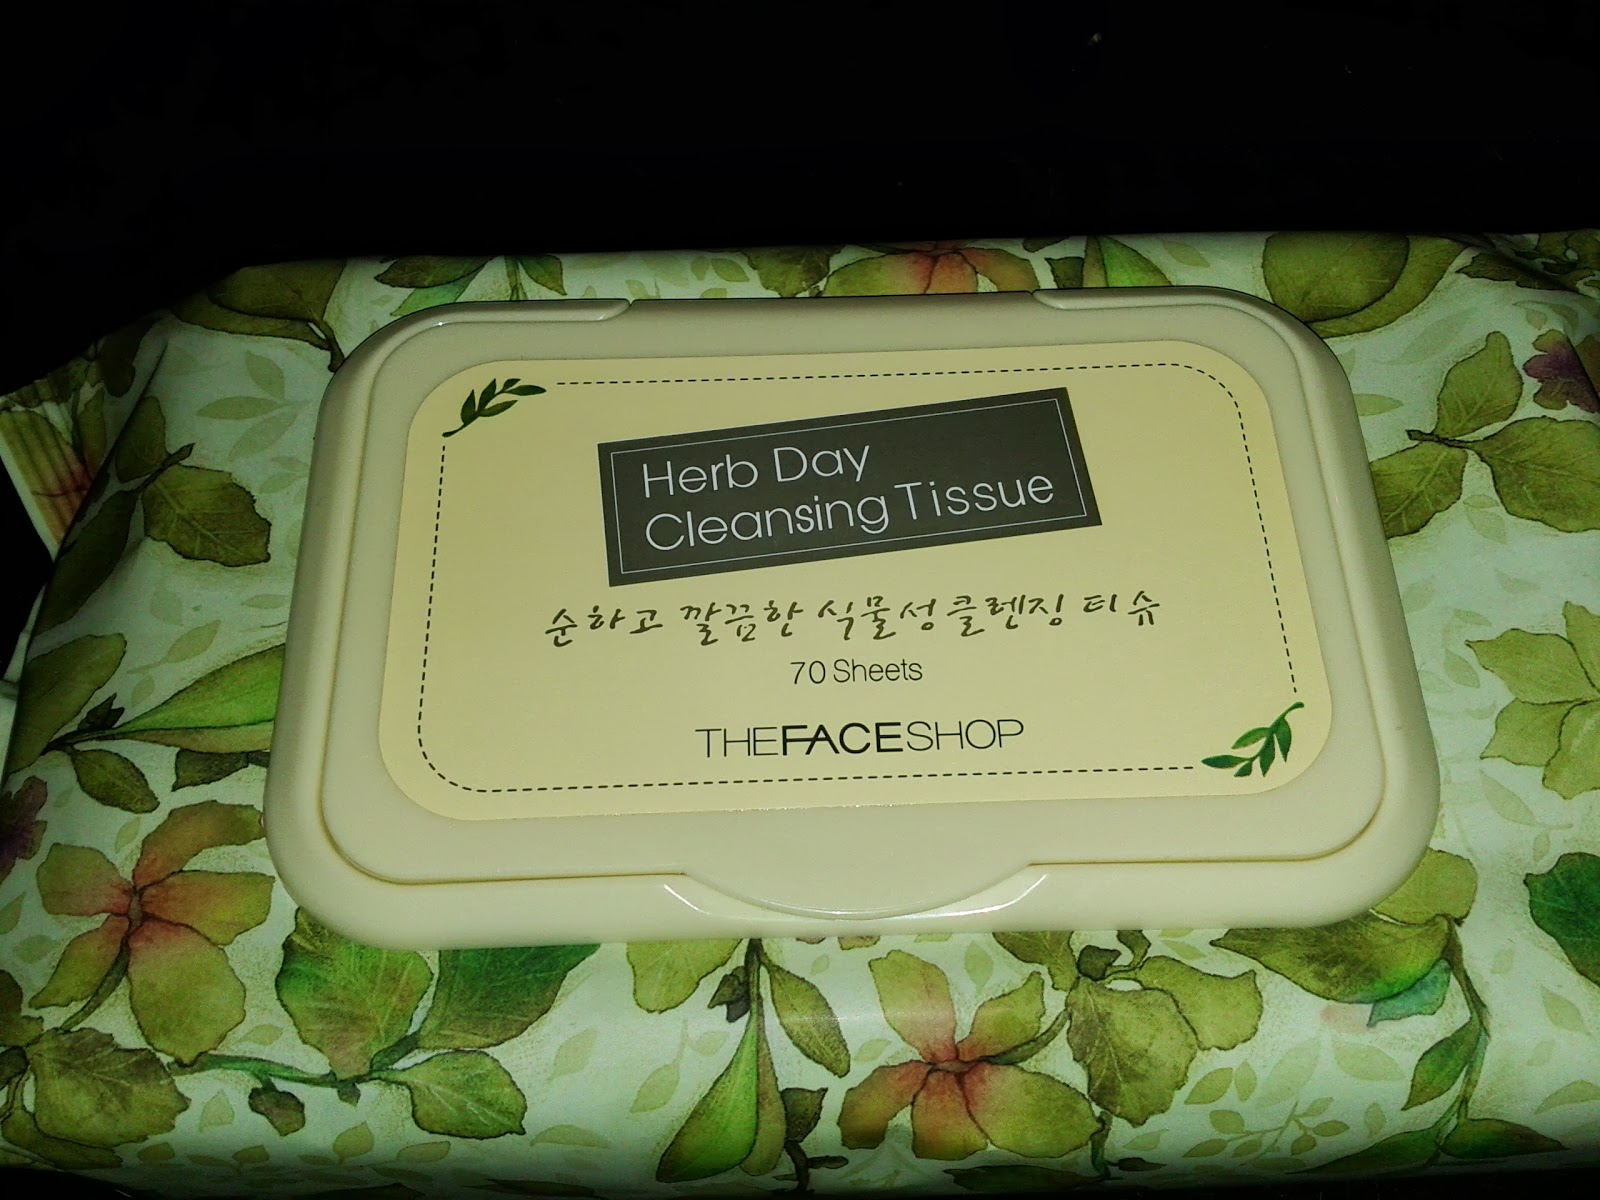 Herb Day
Cleansing Tissue
순하고 깔끔한 식물성 클렌징 티슈
70 Sheets
THEFACESHOP